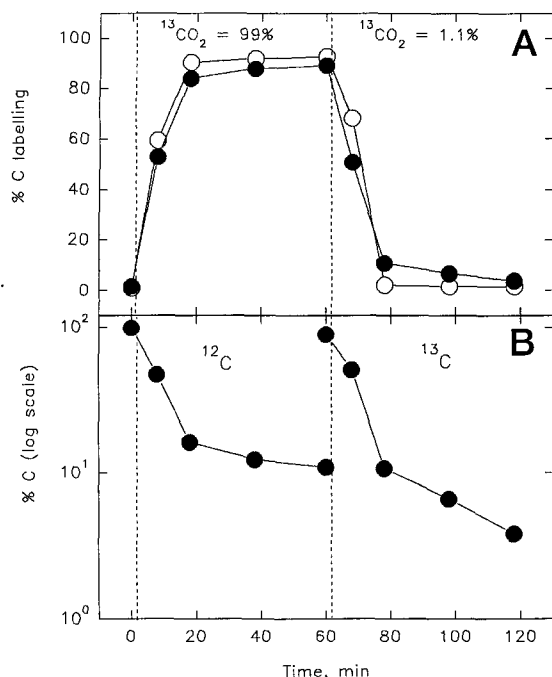 ¹³CO₂ = 99% ¹³CO₂ = 1.1% A
100
80
60
40
20
0
% C labelling
10² ¹²C ¹³C B
10¹
10⁰
% C (log scale)
0 20 40 60 80 100 120
Time, min